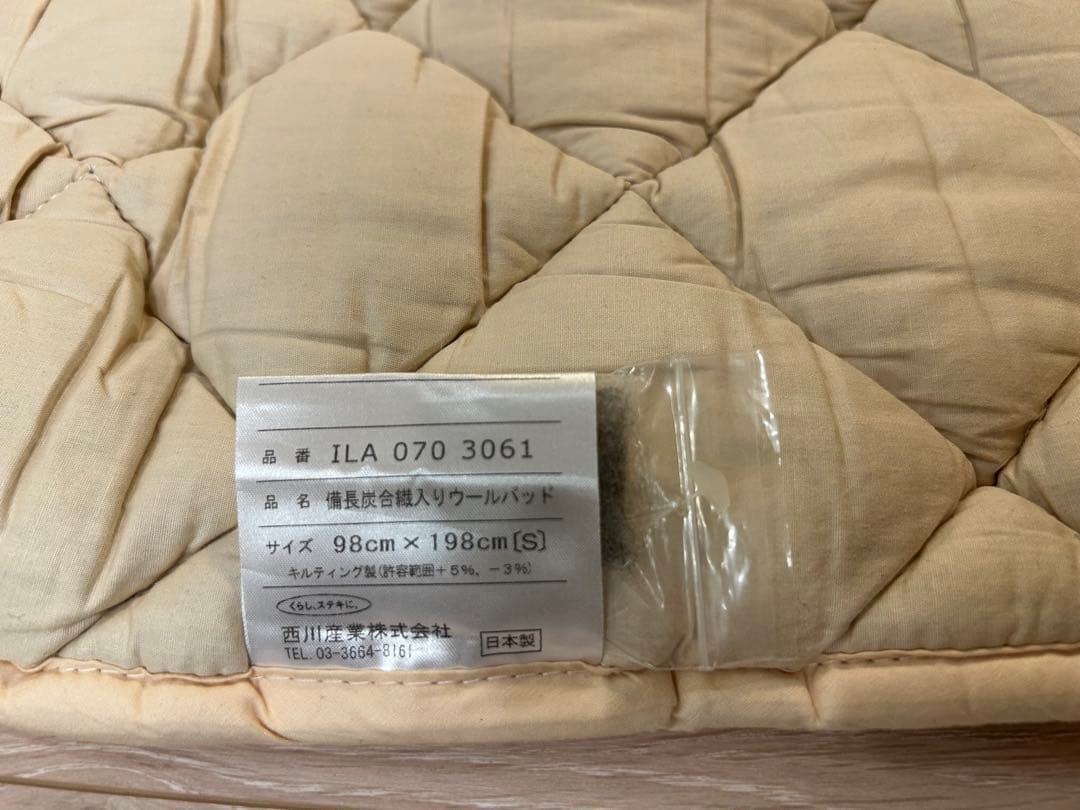 品番 ILA 070 3061
品名 備長炭合繊入りウールパッド
サイズ 98cm×198cm[S]
キルティング製(許容範囲+5%、-3%)
くらし、ステキに。
西川産業株式会社 日本製
TEL. 03-3664-8161